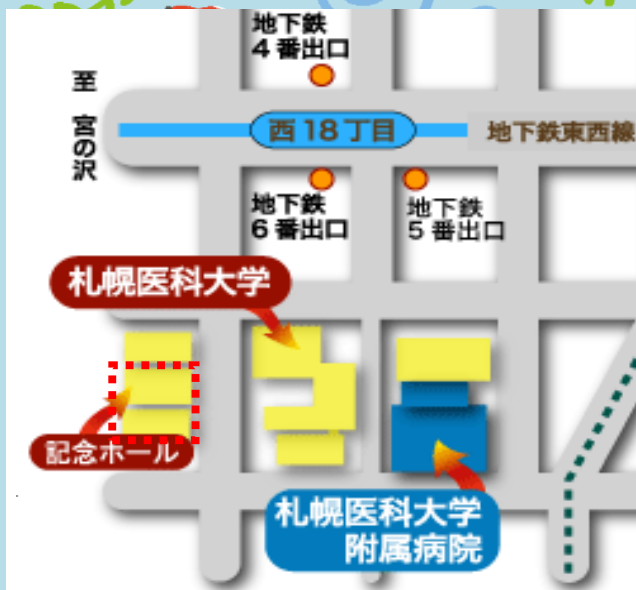 地下鉄
4番出口
至 宮の沢
西18丁目
地下鉄東西線
地下鉄
6番出口
地下鉄
5番出口
札幌医科大学
記念ホール
札幌医科大学
附属病院